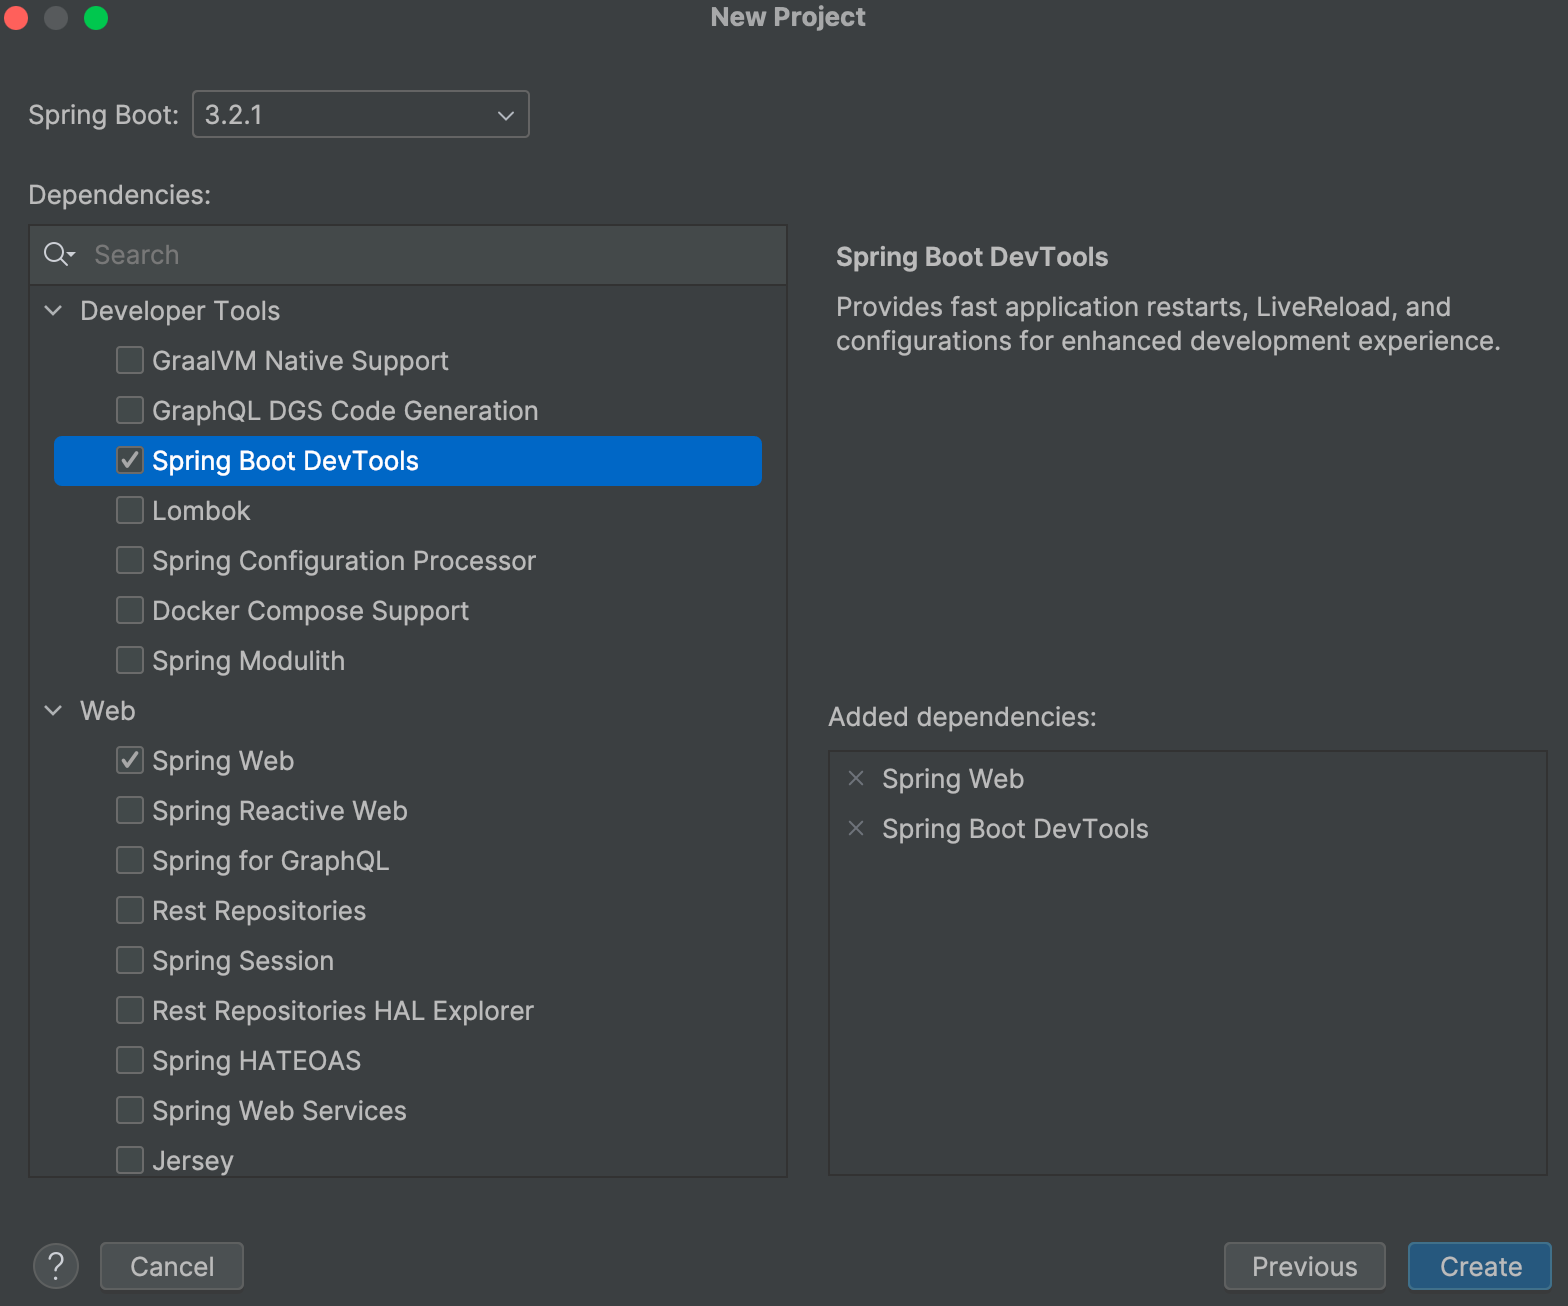 New Project
Spring Boot: 3.2.1
Dependencies:
Search
Developer Tools
GraalVM Native Support
GraphQL DGS Code Generation
Spring Boot DevTools
Lombok
Spring Configuration Processor
Docker Compose Support
Spring Modulith
Web
Spring Web
Spring Reactive Web
Spring for GraphQL
Rest Repositories
Spring Session
Rest Repositories HAL Explorer
Spring HATEOAS
Spring Web Services
Jersey
Spring Boot DevTools
Provides fast application restarts, LiveReload, and
configurations for enhanced development experience.
Added dependencies:
Spring Web
Spring Boot DevTools
? Cancel Previous Create